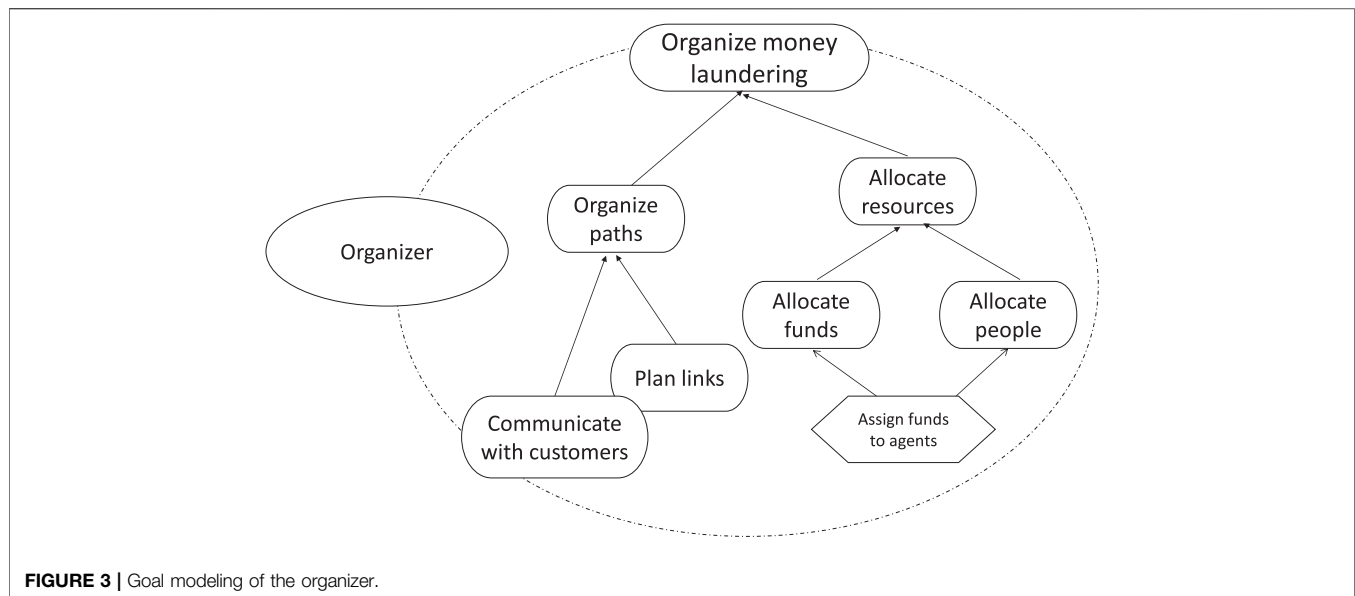 Organize money
laundering
Allocate
resources
Organize
paths
Organizer
Allocate
funds
Allocate
people
Plan links
Communicate
with customers
Assign funds
to agents
FIGURE 3 | Goal modeling of the organizer.